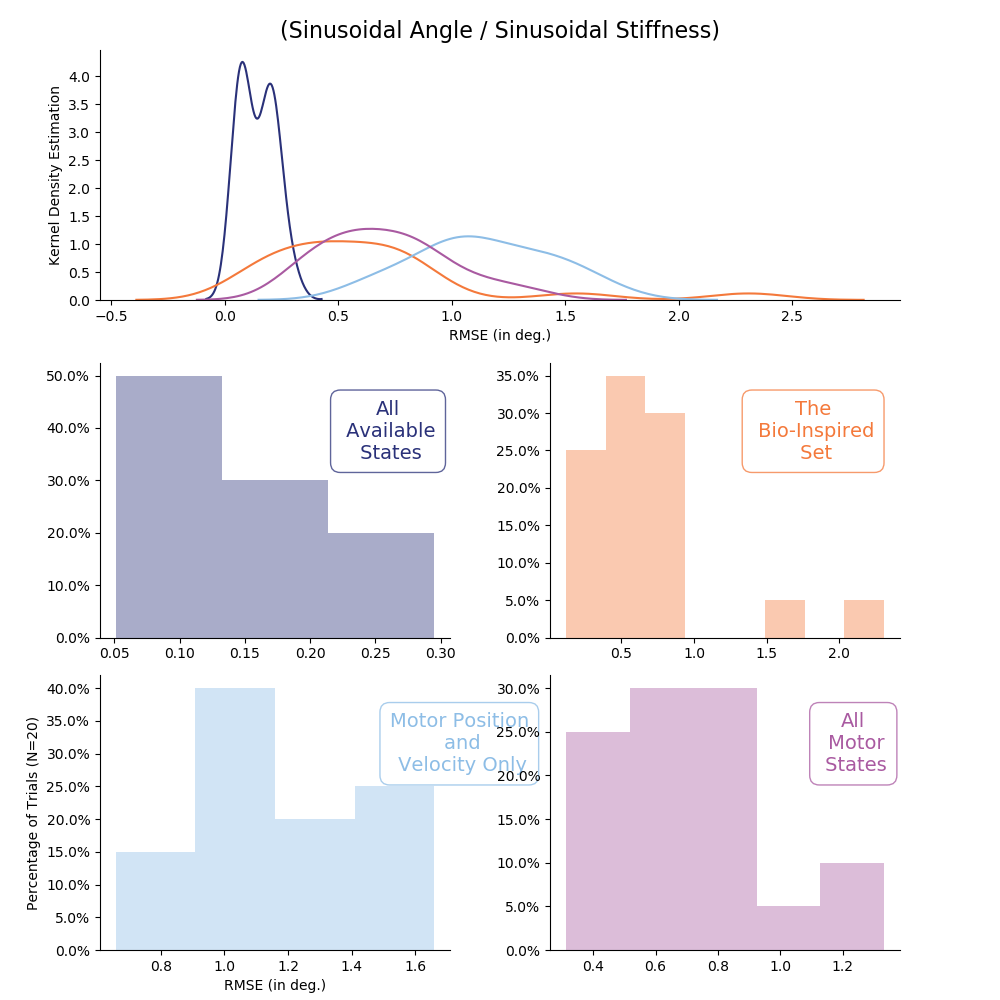 (Sinusoidal Angle / Sinusoidal Stiffness)
Kernel Density Estimation
4.0
3.5
3.0
2.5
2.0
1.5
1.0
0.5
0.0
−0.5 0.0 0.5 1.0 1.5 2.0 2.5
RMSE (in deg.)
50.0%
40.0%
30.0%
20.0%
10.0%
0.0%
0.05 0.10 0.15 0.20 0.25 0.30
All
Available
States
35.0%
30.0%
25.0%
20.0%
15.0%
10.0%
5.0%
0.0%
0.5 1.0 1.5 2.0
The
Bio-Inspired
Set
Percentage of Trials (N=20)
40.0%
35.0%
30.0%
25.0%
20.0%
15.0%
10.0%
5.0%
0.0%
0.8 1.0 1.2 1.4 1.6
RMSE (in deg.)
Motor Position
and
Velocity Only
30.0%
25.0%
20.0%
15.0%
10.0%
5.0%
0.0%
0.4 0.6 0.8 1.0 1.2
All
Motor
States